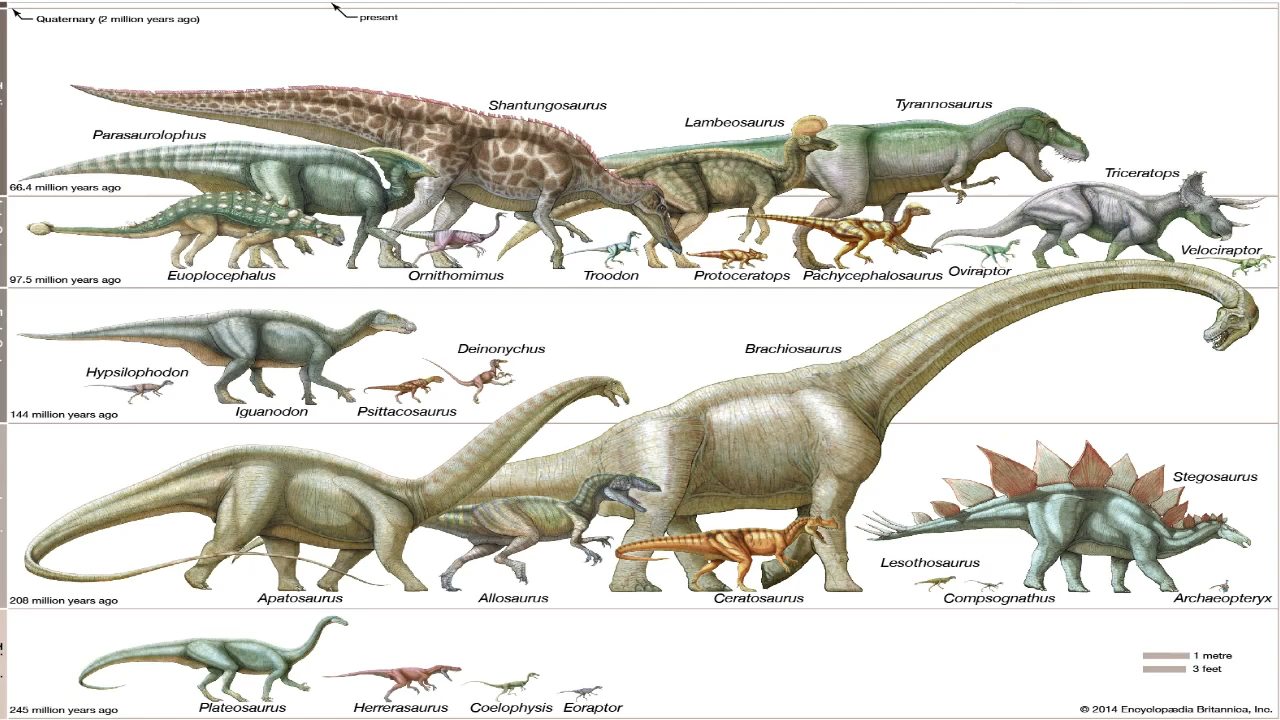 Quaternary (2 million years ago)
present
Shantungosaurus
Tyrannosaurus
Lambeosaurus
Parasaurolophus
Triceratops
66.4 million years ago
Velociraptor
Euoplocephalus
Ornithomimus
Troodon
Protoceratops
Pachycephalosaurus
Oviraptor
97.5 million years ago
Deinonychus
Brachiosaurus
Hypsilophodon
Iguanodon
Psittacosaurus
144 million years ago
Stegosaurus
Lesothosaurus
Apatosaurus
Allosaurus
Ceratosaurus
Compsognathus
Archaeopteryx
208 million years ago
1 metre
3 feet
Plateosaurus
Herrerasaurus
Coelophysis
Eoraptor
245 million years ago
© 2014 Encyclopædia Britannica, Inc.